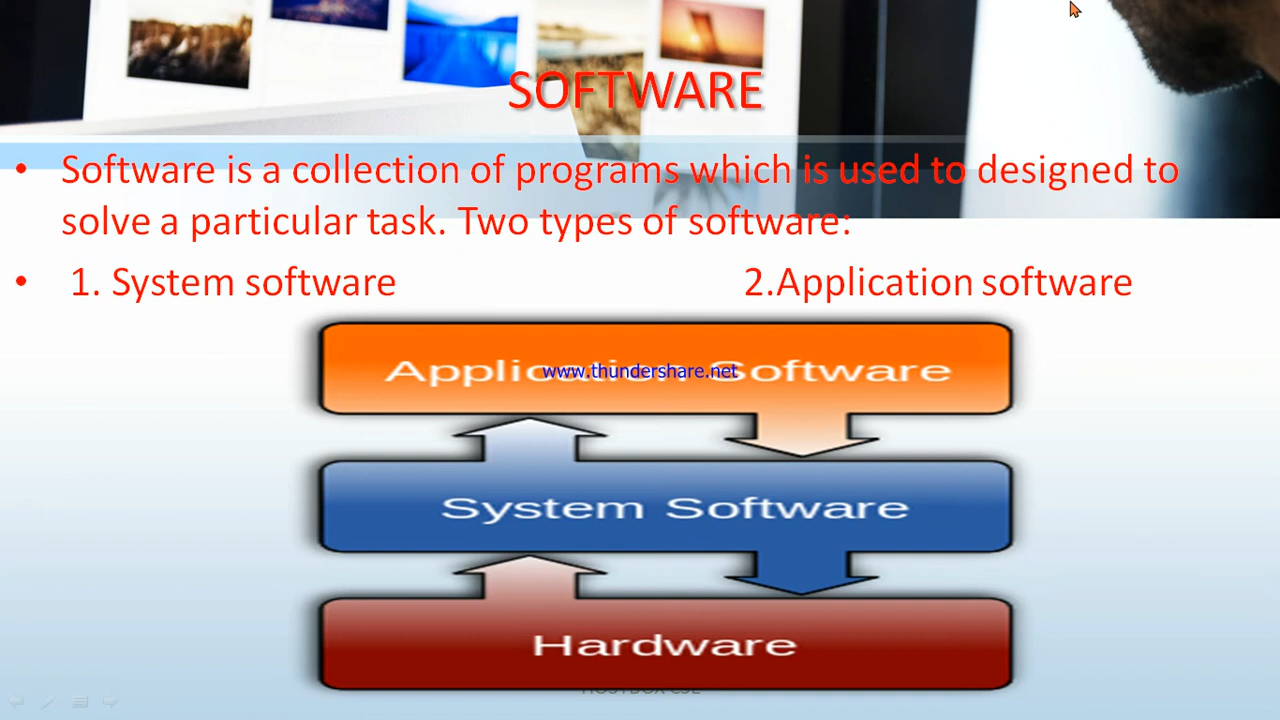 SOFTWARE
• Software is a collection of programs which is used to designed to
solve a particular task. Two types of software:
• 1. System software 2.Application software
Application Software
www.thundershare.net
System Software
Hardware